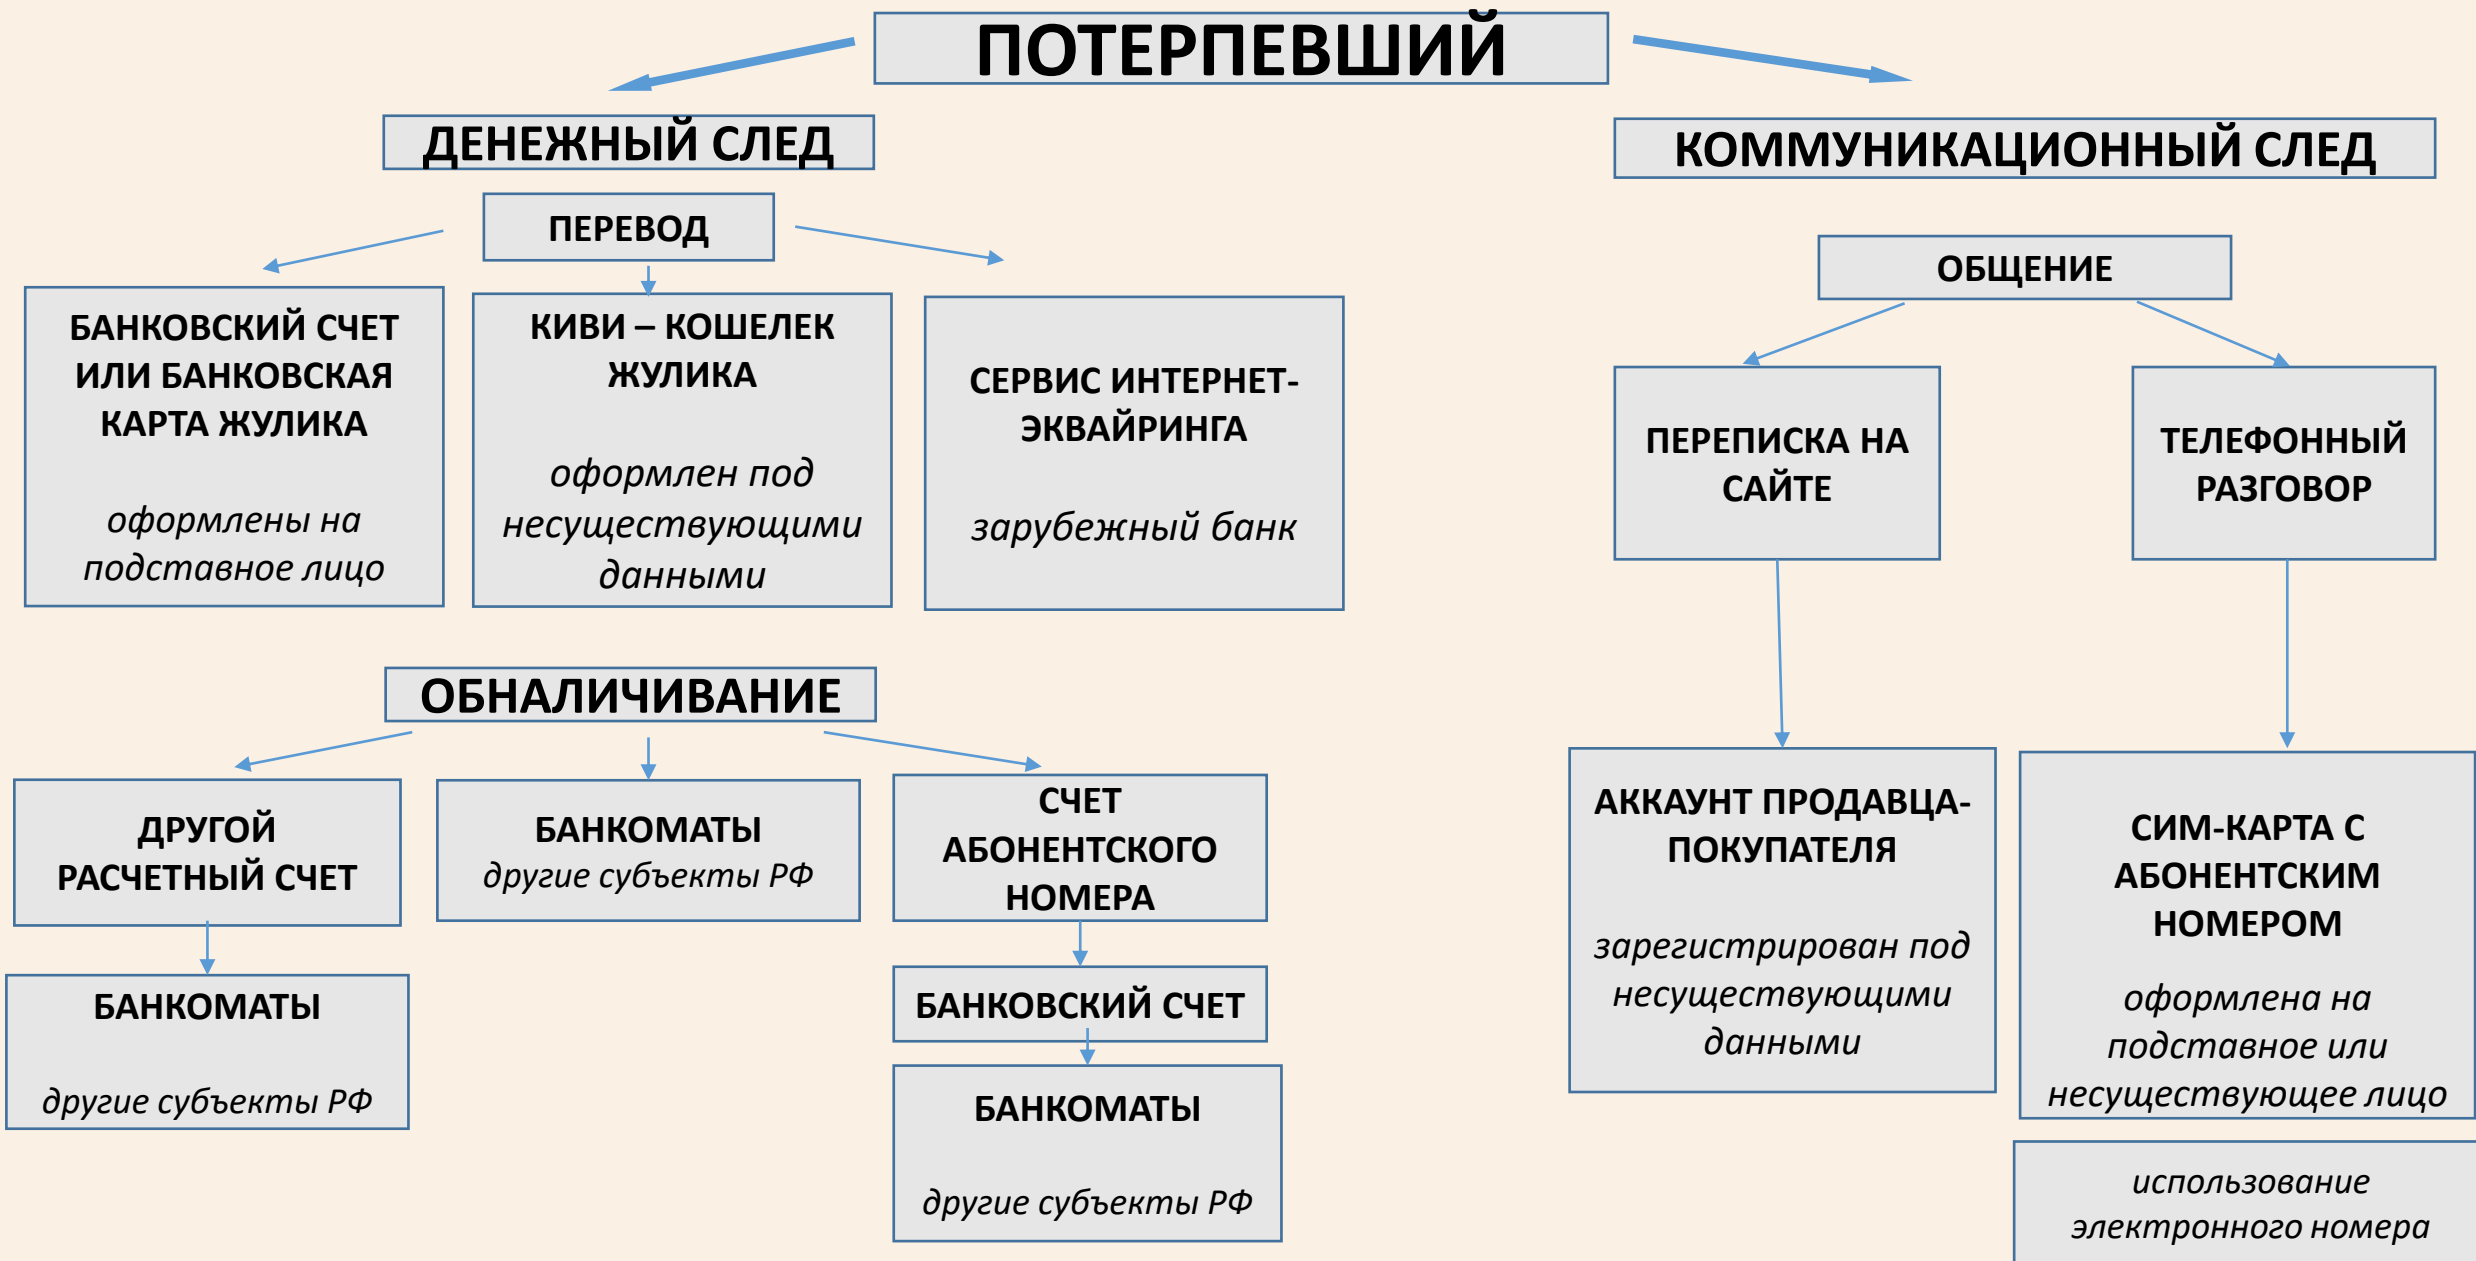 ПОТЕРПЕВШИЙ
ДЕНЕЖНЫЙ СЛЕД
ПЕРЕВОД
БАНКОВСКИЙ СЧЕТ
ИЛИ БАНКОВСКАЯ
КАРТА ЖУЛИКА
оформлены на
подставное лицо
КИВИ – КОШЕЛЕК
ЖУЛИКА
оформлен под
несуществующими
данными
СЕРВИС ИНТЕРНЕТ-
ЭКВАЙРИНГА
зарубежный банк
ОБНАЛИЧИВАНИЕ
ДРУГОЙ
РАСЧЕТНЫЙ СЧЕТ
БАНКОМАТЫ
другие субъекты РФ
БАНКОМАТЫ
другие субъекты РФ
СЧЕТ
АБОНЕНТСКОГО
НОМЕРА
БАНКОВСКИЙ СЧЕТ
БАНКОМАТЫ
другие субъекты РФ
КОММУНИКАЦИОННЫЙ СЛЕД
ОБЩЕНИЕ
ПЕРЕПИСКА НА
САЙТЕ
ТЕЛЕФОННЫЙ
РАЗГОВОР
АККАУНТ ПРОДАВЦА-
ПОКУПАТЕЛЯ
зарегистрирован под
несуществующими
данными
СИМ-КАРТА С
АБОНЕНТСКИМ
НОМЕРОМ
оформлена на
подставное или
несуществующее лицо
использование
электронного номера